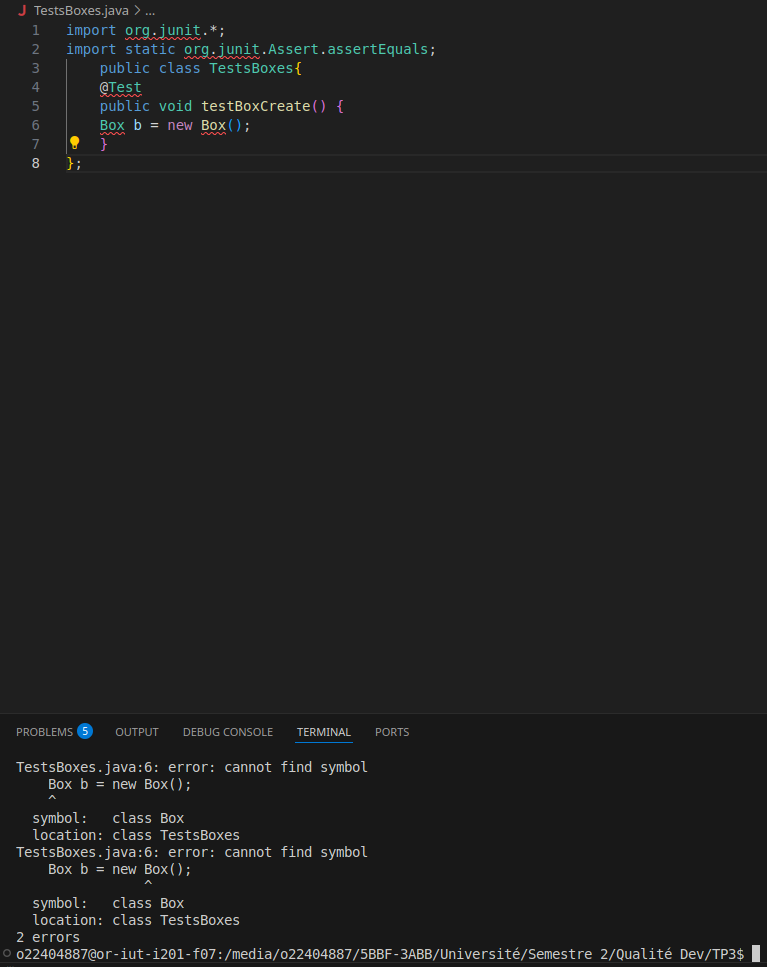 J TestsBoxes.java > ...
1 import org.junit.*;
2 import static org.junit.Assert.assertEquals;
3 public class TestsBoxes{
4 @Test
5 public void testBoxCreate() {
6 Box b = new Box();
7 }
8 };
PROBLEMS 5 OUTPUT DEBUG CONSOLE TERMINAL PORTS
TestsBoxes.java:6: error: cannot find symbol
    Box b = new Box();
    ^
  symbol:   class Box
  location: class TestsBoxes
TestsBoxes.java:6: error: cannot find symbol
    Box b = new Box();
                ^
  symbol:   class Box
  location: class TestsBoxes
2 errors
o22404887@or-iut-i201-f07:/media/o22404887/5BBF-3ABB/Université/Semestre 2/Qualité Dev/TP3$